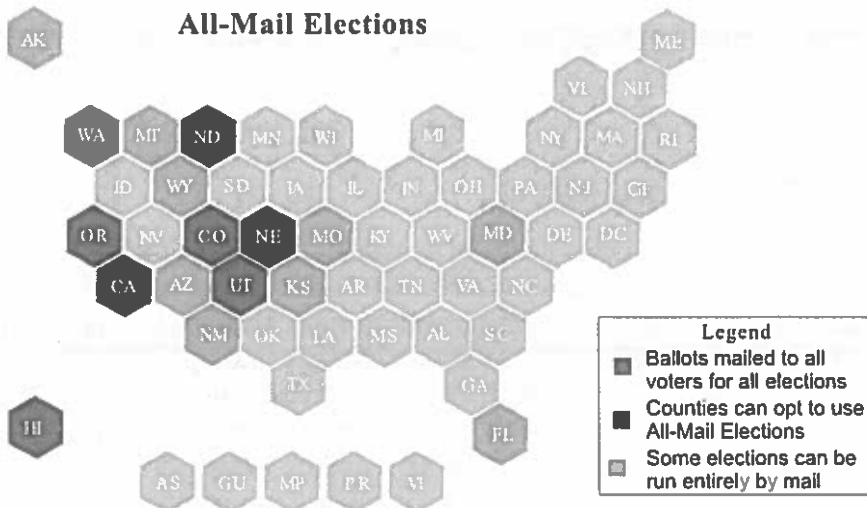 All-Mail Elections
AK ME
VT NH
WA MT ND MN WI MI NY MA RI
ID WY SD IA IL IN OH PA NJ CT
OR NV CO NE MO KY WV MD DE DC
CA AZ UT KS AR TN VA NC
NM OK LA MS AL SC
TX GA
HI FL
AS GU MP PR VI
Legend
Ballots mailed to all
voters for all elections
Counties can opt to use
All-Mail Elections
Some elections can be
run entirely by mail